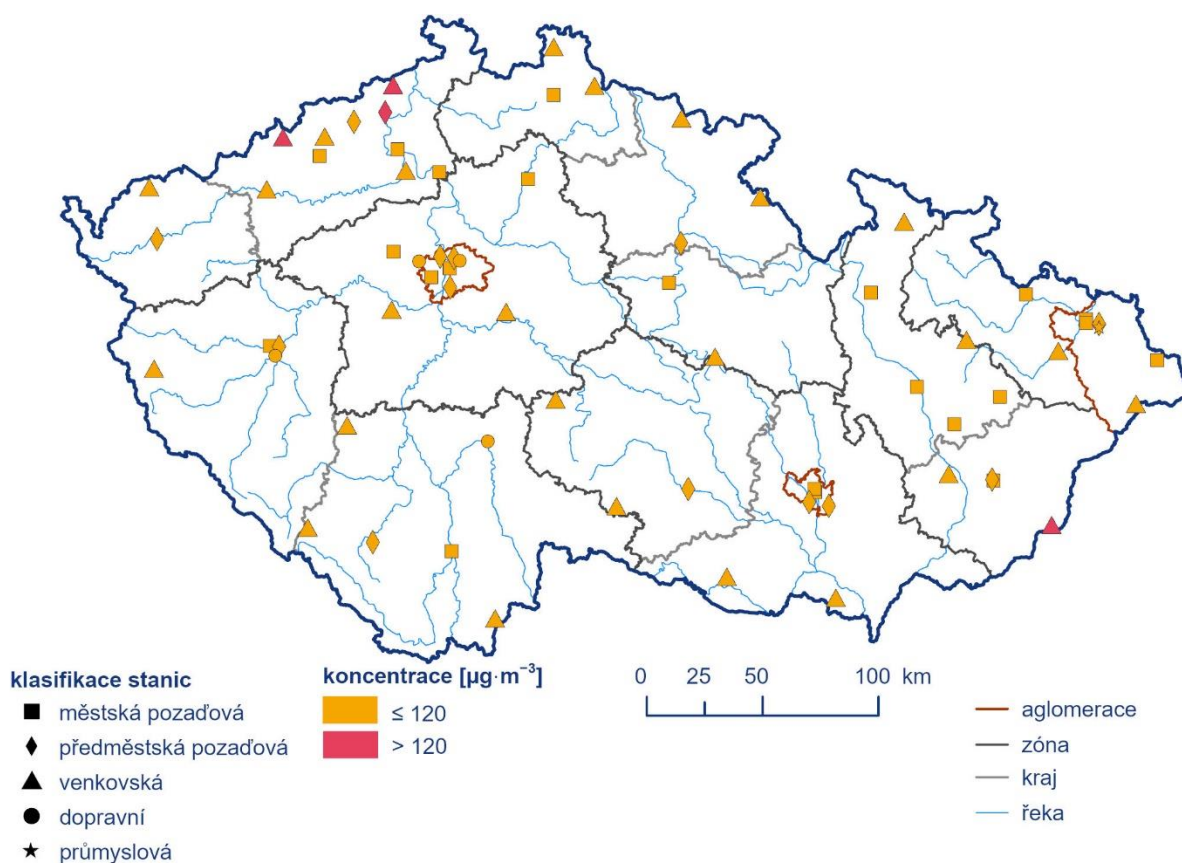 klasifikace stanic
městská pozaďová
předměstská pozaďová
venkovská
dopravní
průmyslová
koncentrace [µg·m⁻³]
≤ 120
> 120
0 25 50 100 km
aglomerace
zóna
kraj
řeka